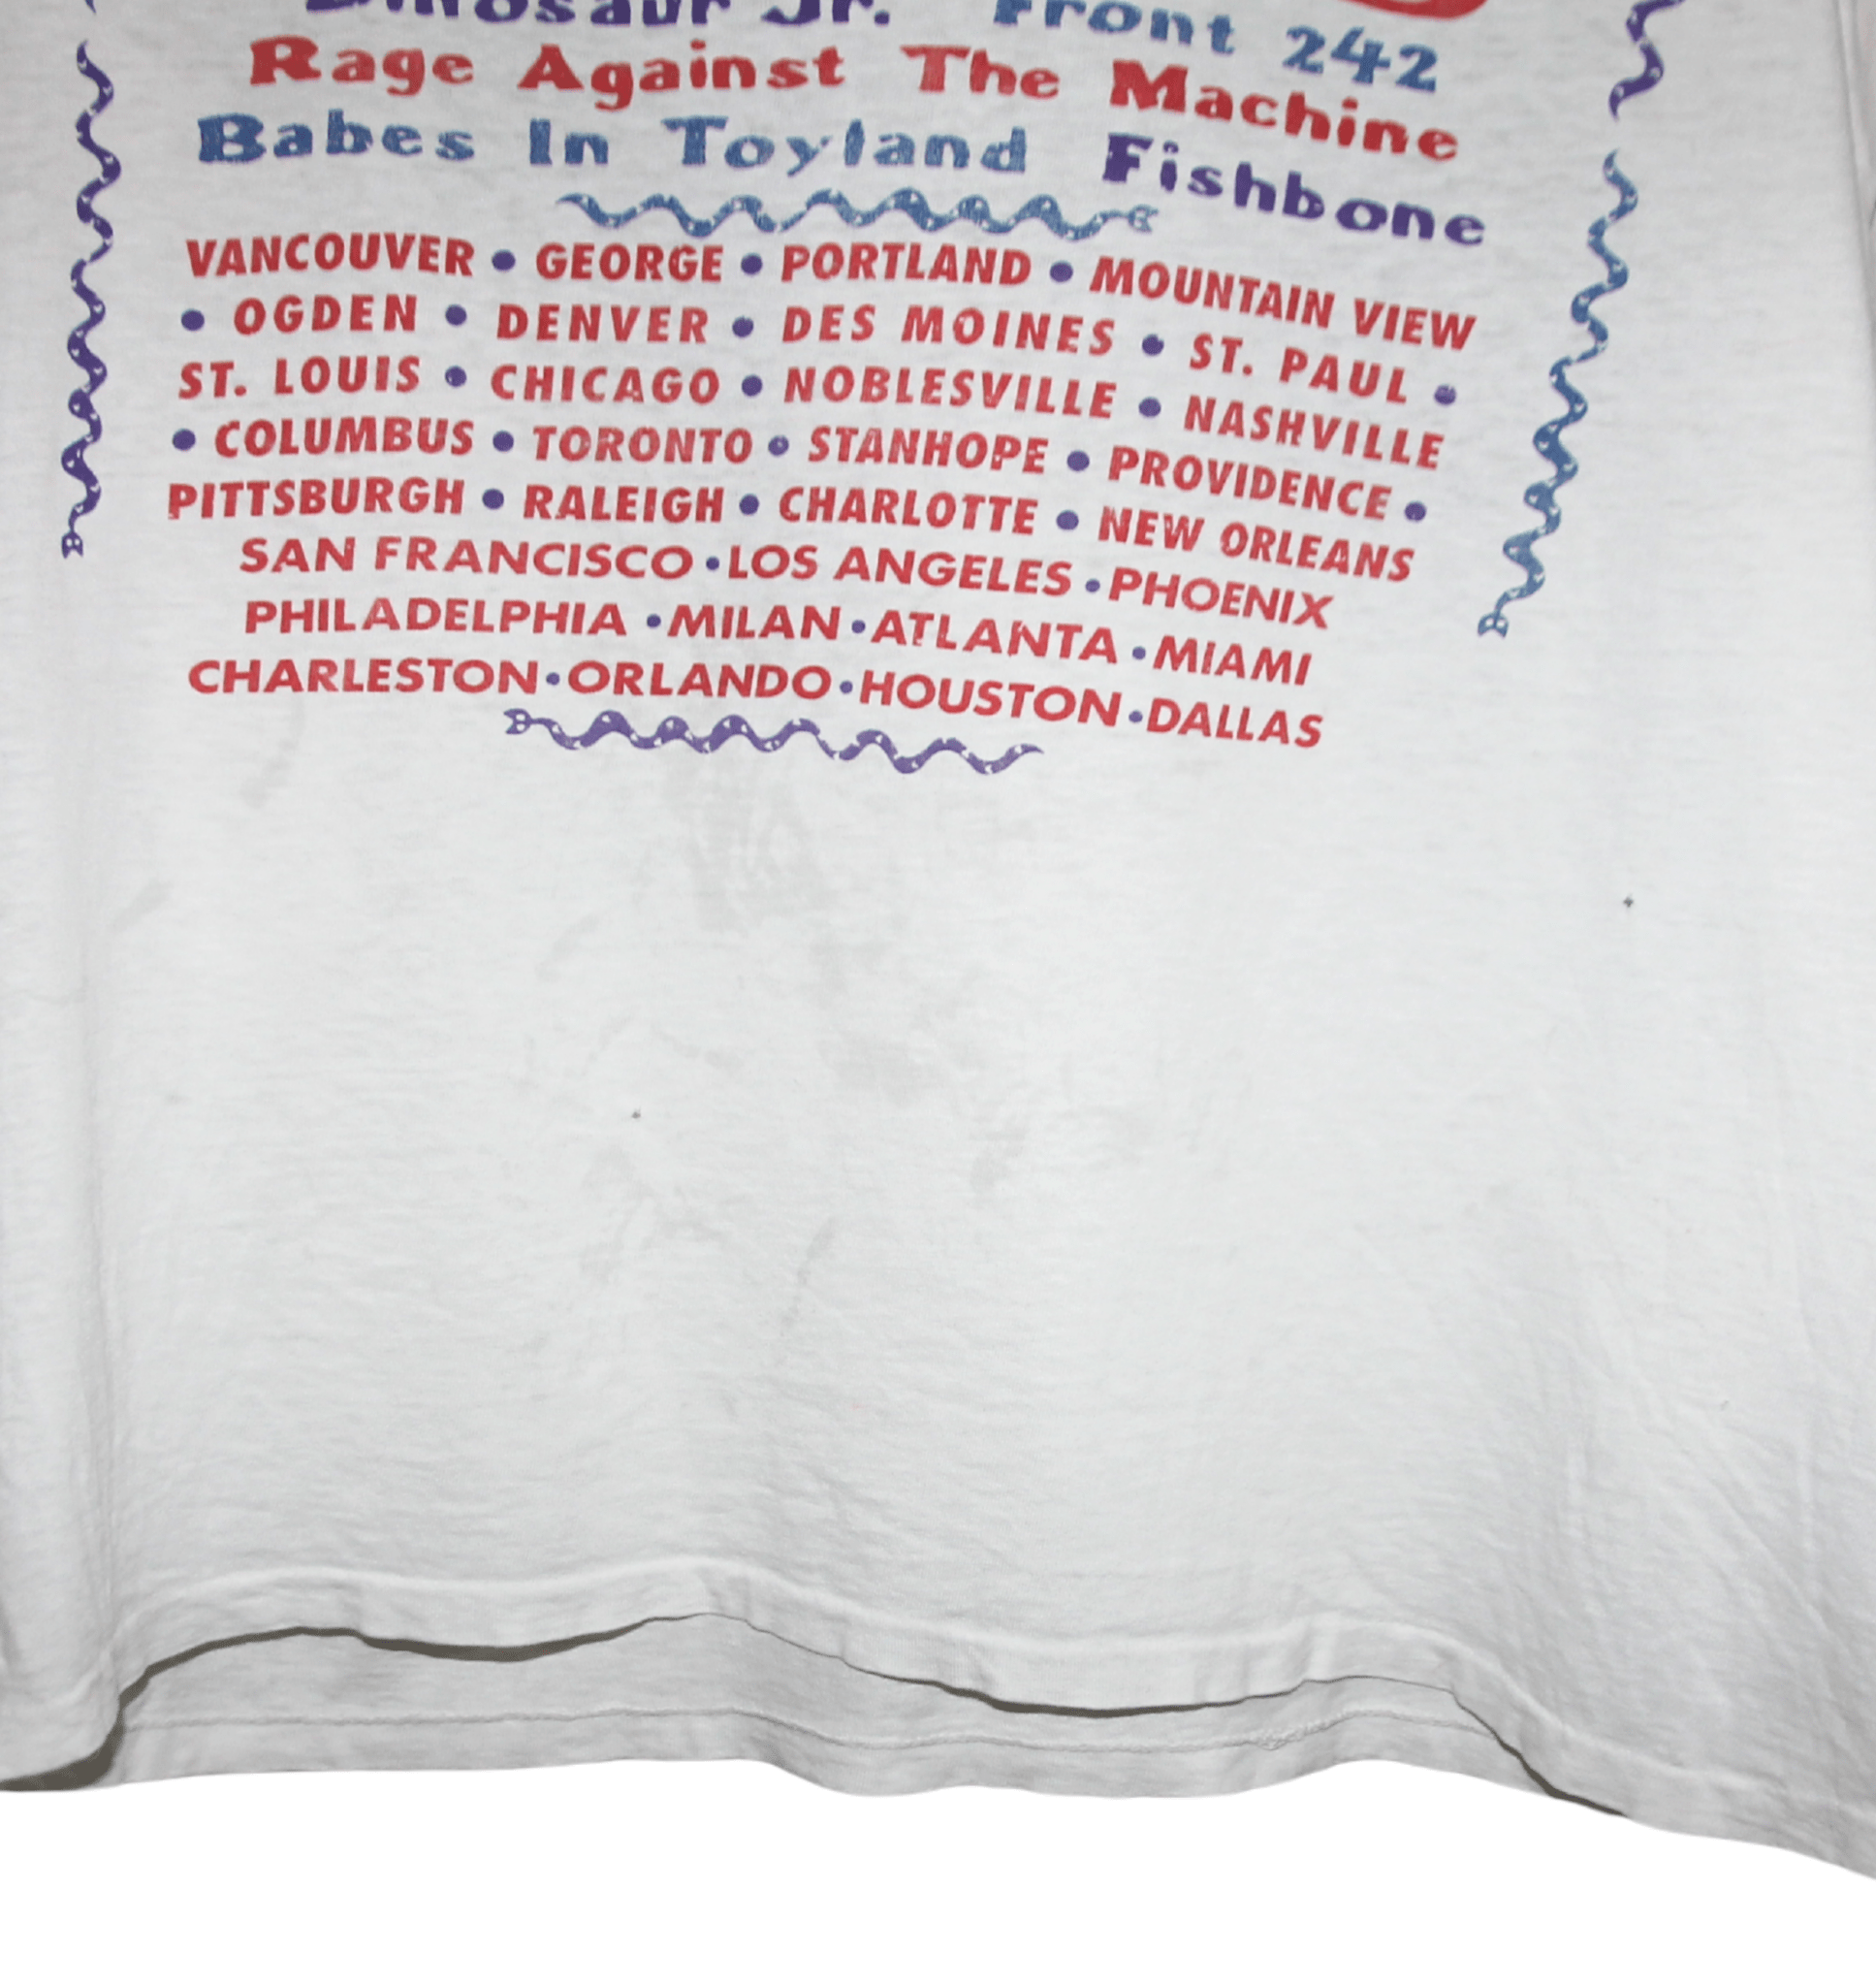 Dinosaur Jr. Front 242
Rage Against The Machine
Babes In Toyland Fishbone
VANCOUVER • GEORGE • PORTLAND • MOUNTAIN VIEW
• OGDEN • DENVER • DES MOINES • ST. PAUL •
ST. LOUIS • CHICAGO • NOBLESVILLE • NASHVILLE
• COLUMBUS • TORONTO • STANHOPE • PROVIDENCE •
PITTSBURGH • RALEIGH • CHARLOTTE • NEW ORLEANS
SAN FRANCISCO • LOS ANGELES • PHOENIX
PHILADELPHIA • MILAN • ATLANTA • MIAMI
CHARLESTON • ORLANDO • HOUSTON • DALLAS